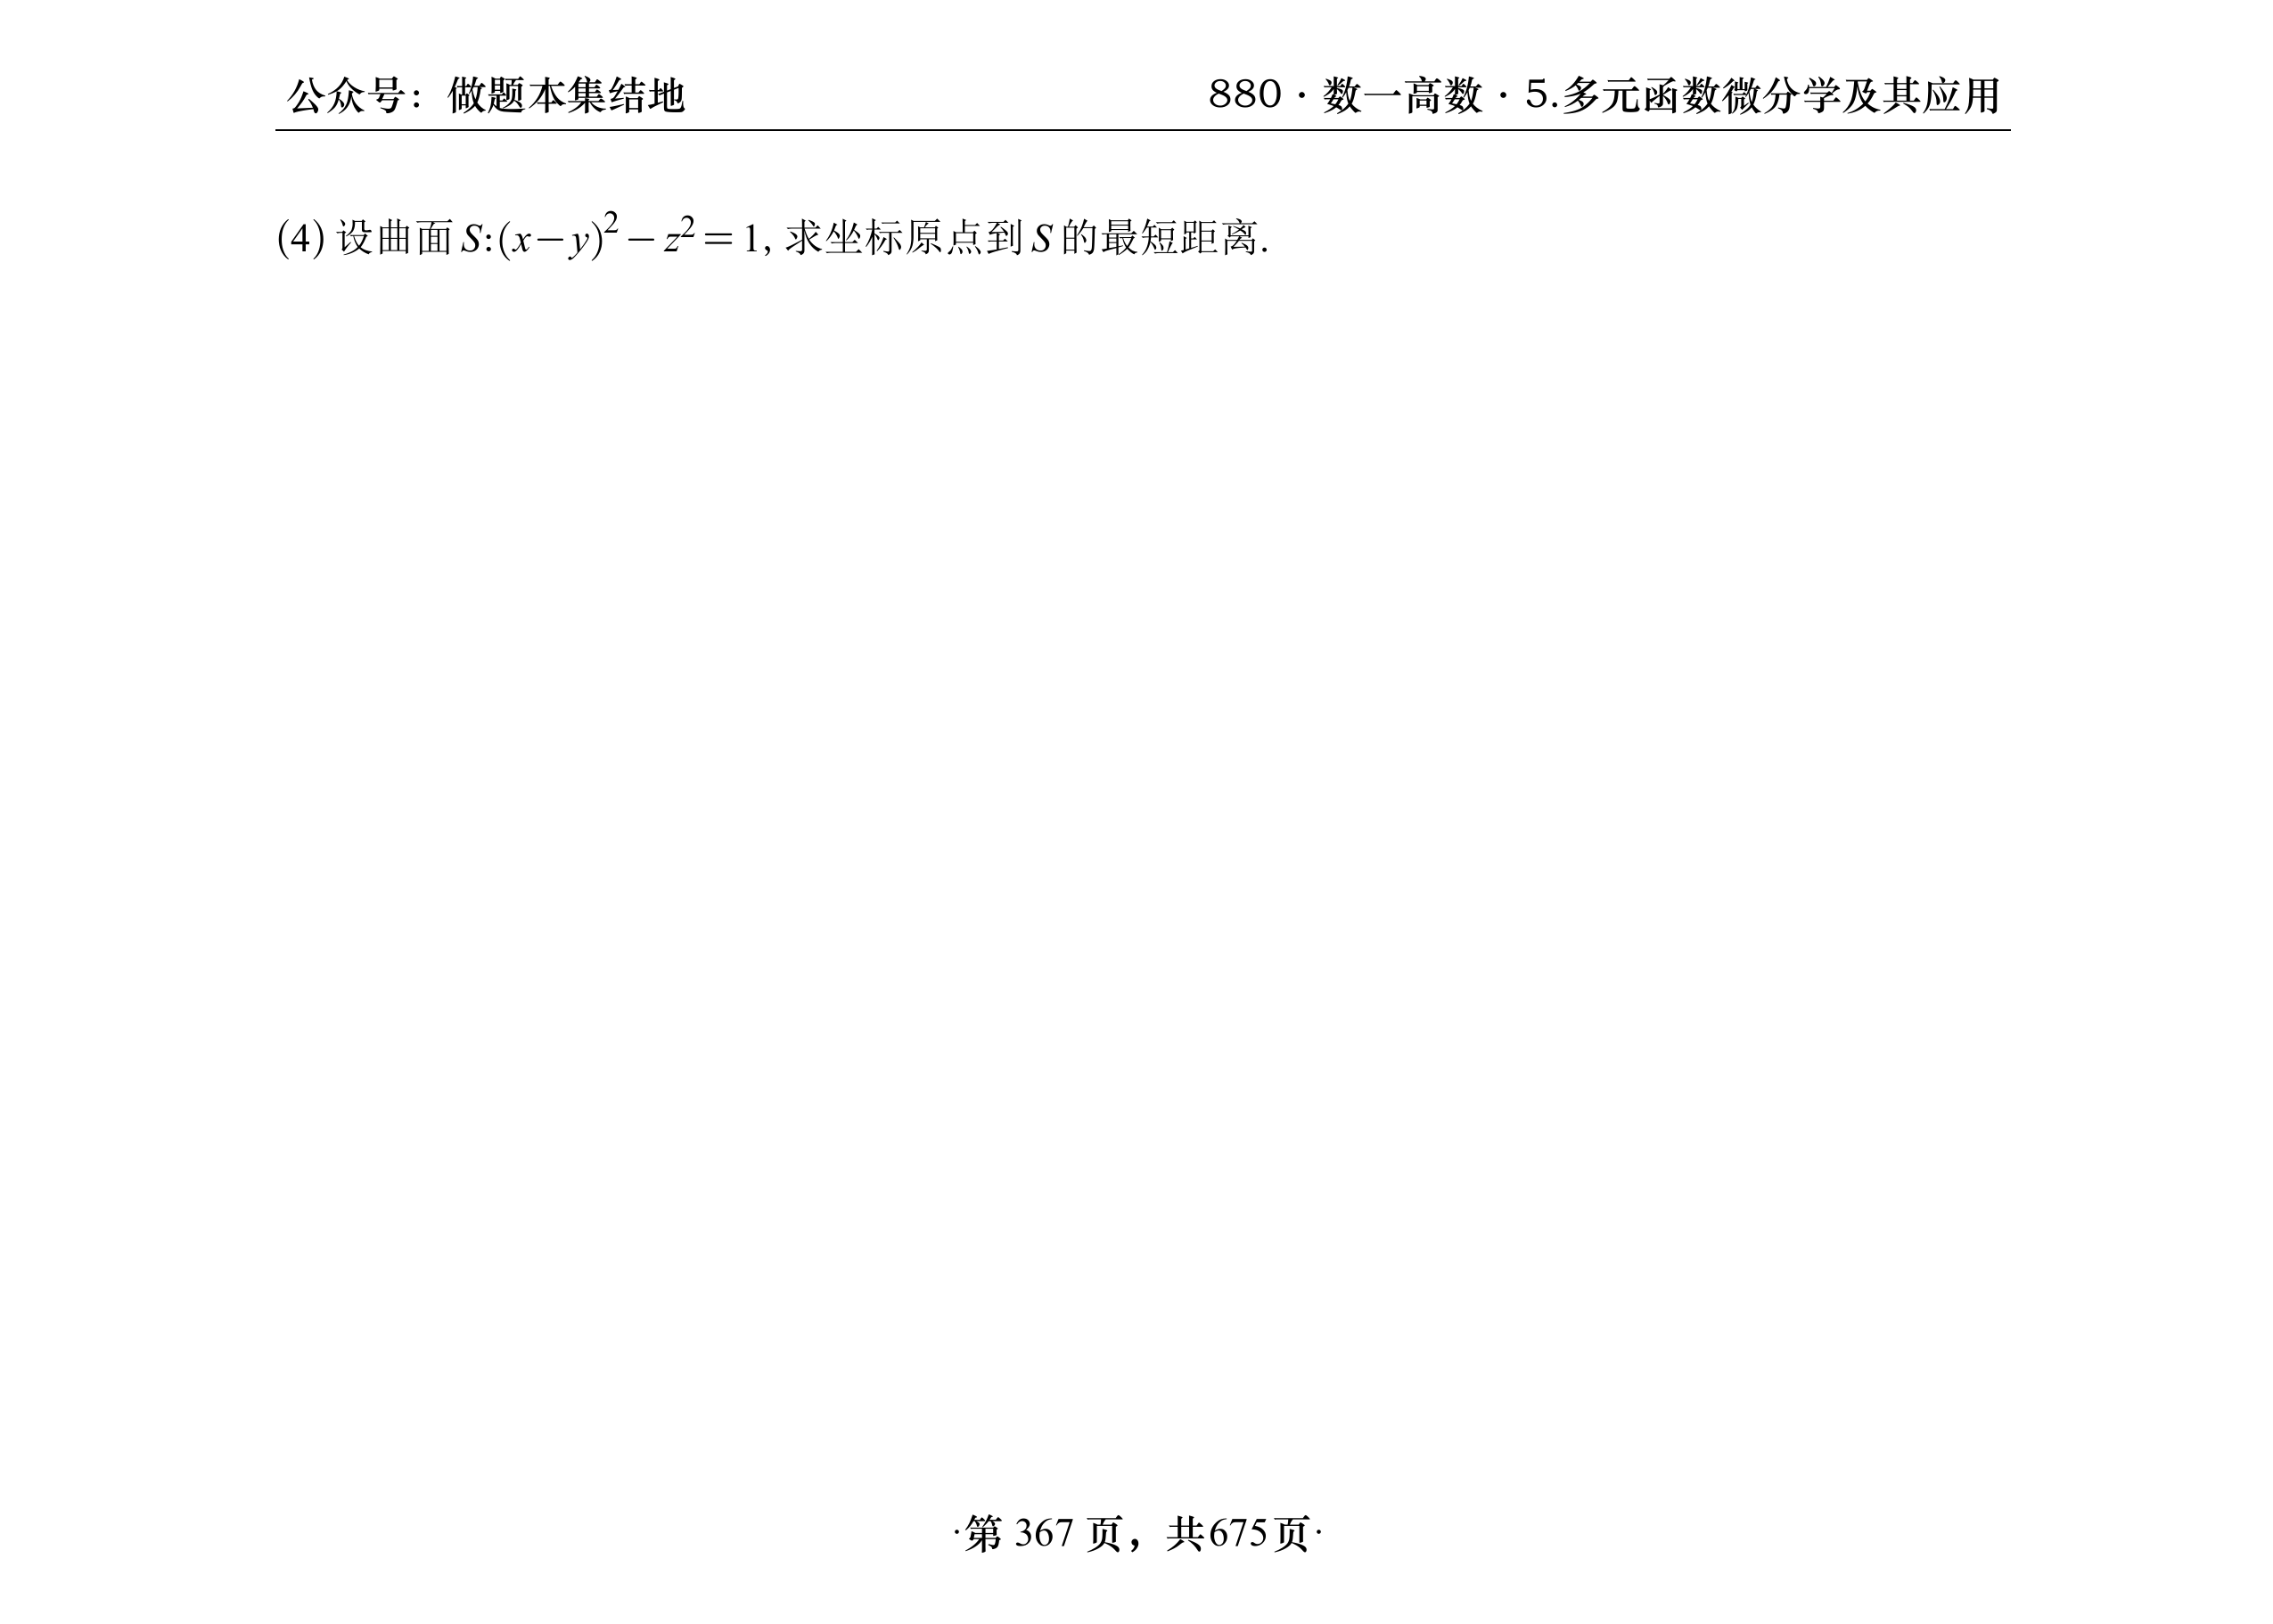 公众号：做题本集结地
880·数一高数·5.多元函数微分学及其应用
(4) 设曲面 S:(x−y)² − z² = 1, 求坐标原点到 S 的最短距离.
·第 367 页，共675页·